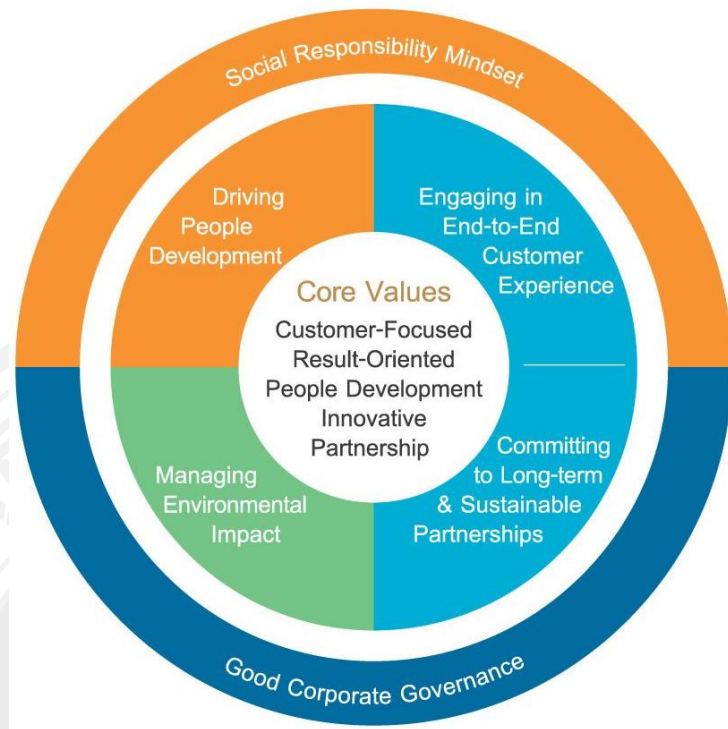 Social Responsibility Mindset
Driving
People
Development
Engaging in
End-to-End
Customer
Experience
Core Values
Customer-Focused
Result-Oriented
People Development
Innovative
Partnership
Managing
Environmental
Impact
Committing
to Long-term
& Sustainable
Partnerships
Good Corporate Governance